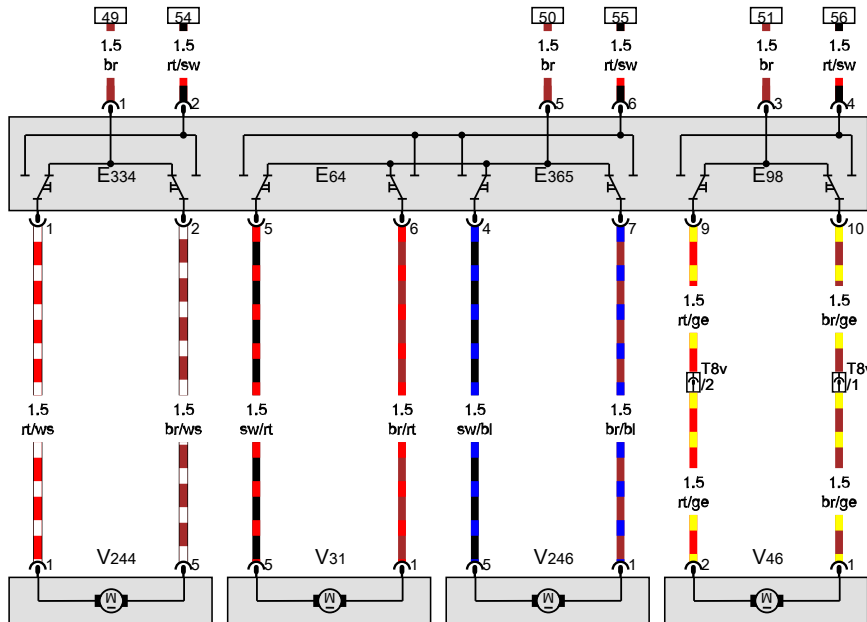 49 54 50 55 51 56
1.5 1.5 1.5 1.5 1.5 1.5
br rt/sw br rt/sw br rt/sw
1 2 5 6 3 4
E334 E64 E365 E98
1 2 5 6 4 7 9 10
1.5 1.5
rt/ge br/ge
T8v T8v
/2 /1
1.5 1.5 1.5 1.5 1.5 1.5
rt/ws br/ws sw/rt br/rt sw/bl br/bl
1.5 1.5
rt/ge br/ge
V244 V31 V246 V46
1 5 5 1 5 1 2 1
M M M M